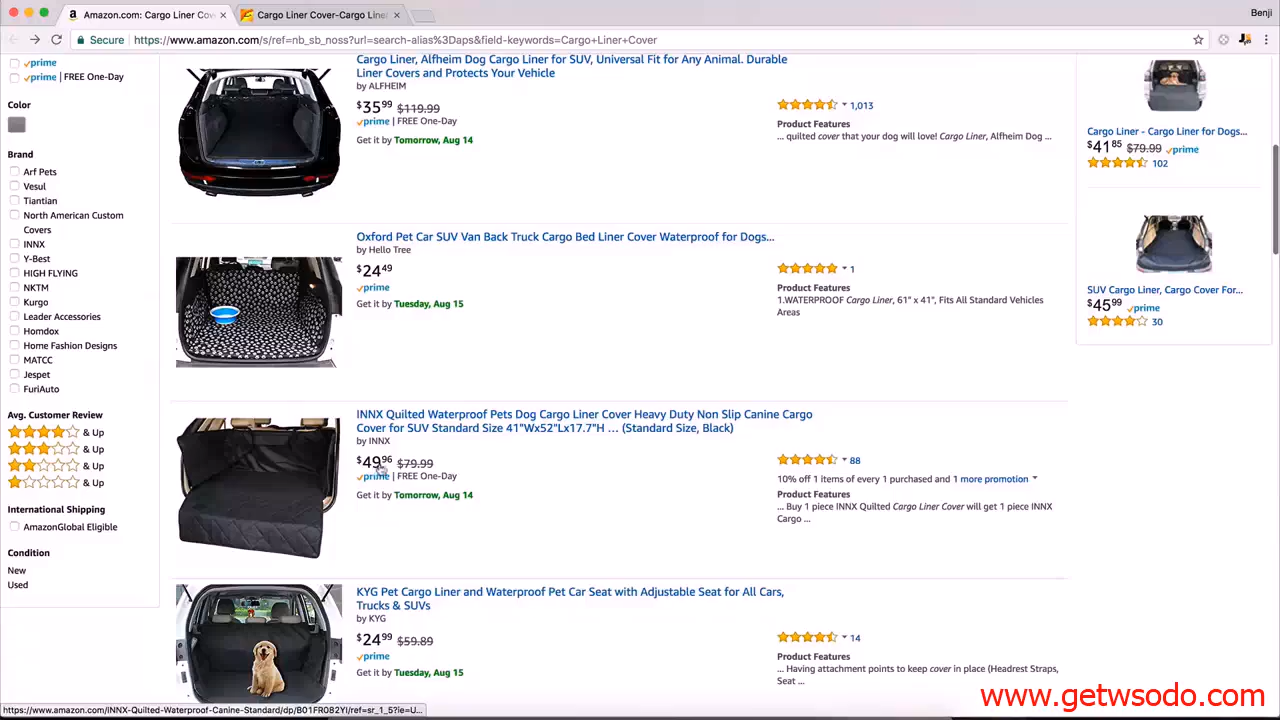 Amazon.com: Cargo Liner Cov
Cargo Liner Cover-Cargo Line
Benji
Secure
https://www.amazon.com/s/ref=nb_sb_noss?url=search-alias%3Daps&field-keywords=Cargo+Liner+Cover
prime
prime | FREE One-Day
Color
Brand
Arf Pets
Vesul
Tiantian
North American Custom
Covers
INNX
Y-Best
HIGH FLYING
NKTM
Kurgo
Leader Accessories
Homdox
Home Fashion Designs
MATCC
Jespet
FuriAuto
Avg. Customer Review
& Up
& Up
& Up
& Up
International Shipping
AmazonGlobal Eligible
Condition
New
Used
Cargo Liner, Alfheim Dog Cargo Liner for SUV, Universal Fit for Any Animal. Durable
Liner Covers and Protects Your Vehicle
by ALFHEIM
$35 99 $119.99
prime | FREE One-Day
Get it by Tomorrow, Aug 14
1,013
Product Features
... quilted cover that your dog will love! Cargo Liner, Alfheim Dog ...
Oxford Pet Car SUV Van Back Truck Cargo Bed Liner Cover Waterproof for Dogs...
by Hello Tree
$24 49
prime
Get it by Tuesday, Aug 15
1
Product Features
1.WATERPROOF Cargo Liner, 61" x 41", Fits All Standard Vehicles
Areas
INNX Quilted Waterproof Pets Dog Cargo Liner Cover Heavy Duty Non Slip Canine Cargo
Cover for SUV Standard Size 41"Wx52"Lx17.7"H ... (Standard Size, Black)
by INNX
$49 96 $79.99
prime | FREE One-Day
Get it by Tomorrow, Aug 14
88
10% off 1 items of every 1 purchased and 1 more promotion
Product Features
... Buy 1 piece INNX Quilted Cargo Liner Cover will get 1 piece INNX
Cargo ...
KYG Pet Cargo Liner and Waterproof Pet Car Seat with Adjustable Seat for All Cars,
Trucks & SUVs
by KYG
$24 99 $59.89
prime
Get it by Tuesday, Aug 15
14
Product Features
... Having attachment points to keep cover in place (Headrest Straps,
Seat ...
Cargo Liner - Cargo Liner for Dogs...
$41 85 $79.99 prime
102
SUV Cargo Liner, Cargo Cover For...
$45 99 prime
30
https://www.amazon.com/iNNX-Quilted-Waterproof-Canine-Standard/dp/B01FR0B2YI/ref=sr_1_5?ie=U...
www.getwsodo.com